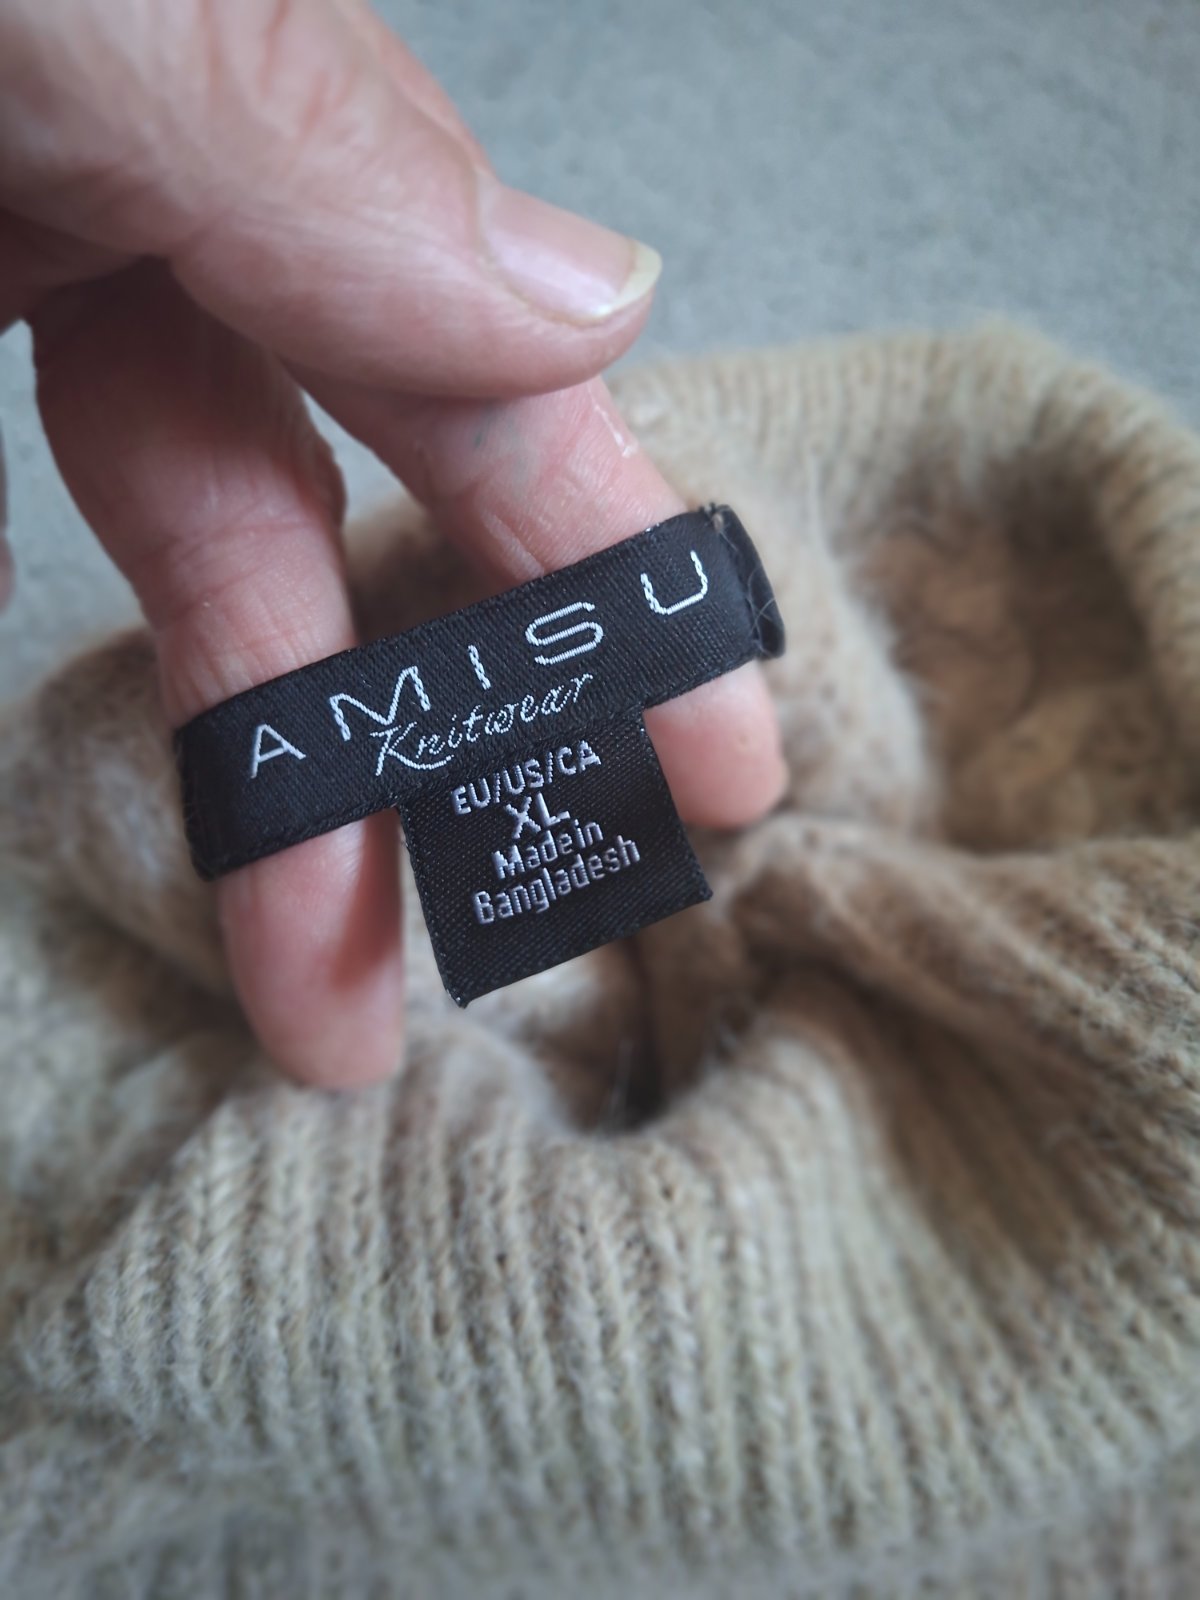 AMISU
Knitwear
EU/US/CA
XL
Made in
Bangladesh